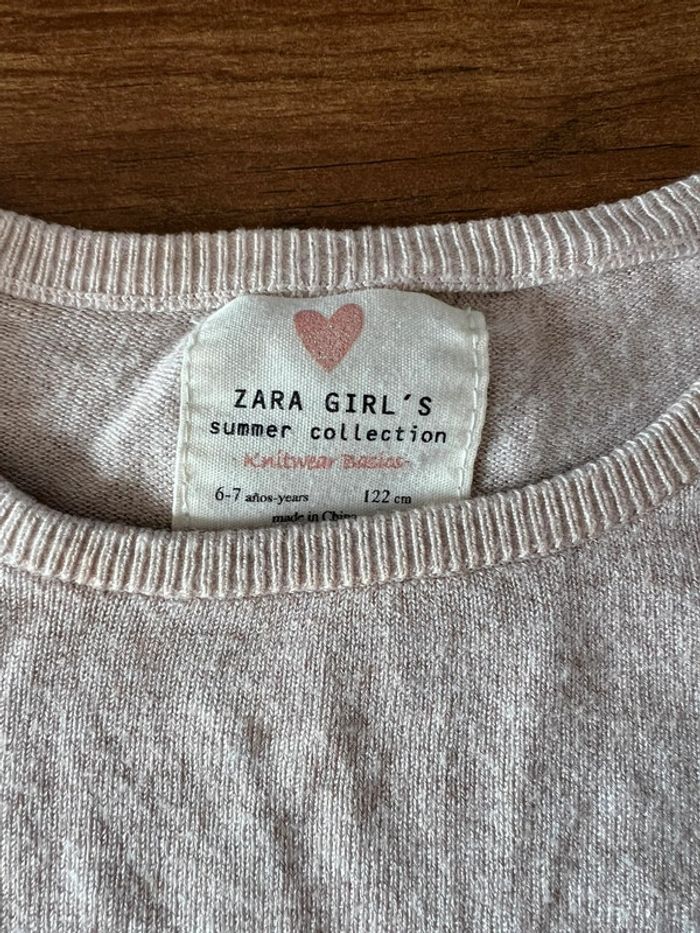 ZARA GIRL´S
summer collection
-Knitwear Basics-
6-7 años-years 122 cm
made in China